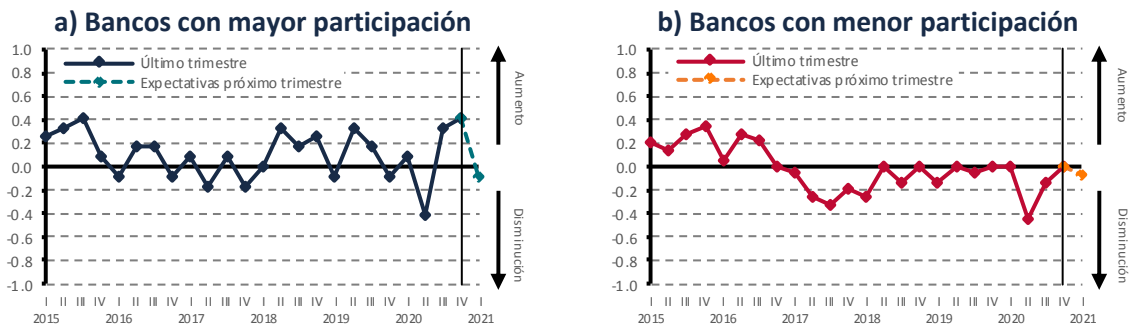 a) Bancos con mayor participación
1.0
0.8
0.6
0.4
0.2
0.0
-0.2
-0.4
-0.6
-0.8
-1.0
Último trimestre
Expectativas próximo trimestre
Aumento
Disminución
I II III IV I II III IV I II III IV I II III IV I II III IV I II III IV I
2015 2016 2017 2018 2019 2020 2021
b) Bancos con menor participación
1.0
0.8
0.6
0.4
0.2
0.0
-0.2
-0.4
-0.6
-0.8
-1.0
Último trimestre
Expectativas próximo trimestre
Aumento
Disminución
I II III IV I II III IV I II III IV I II III IV I II III IV I II III IV I
2015 2016 2017 2018 2019 2020 2021